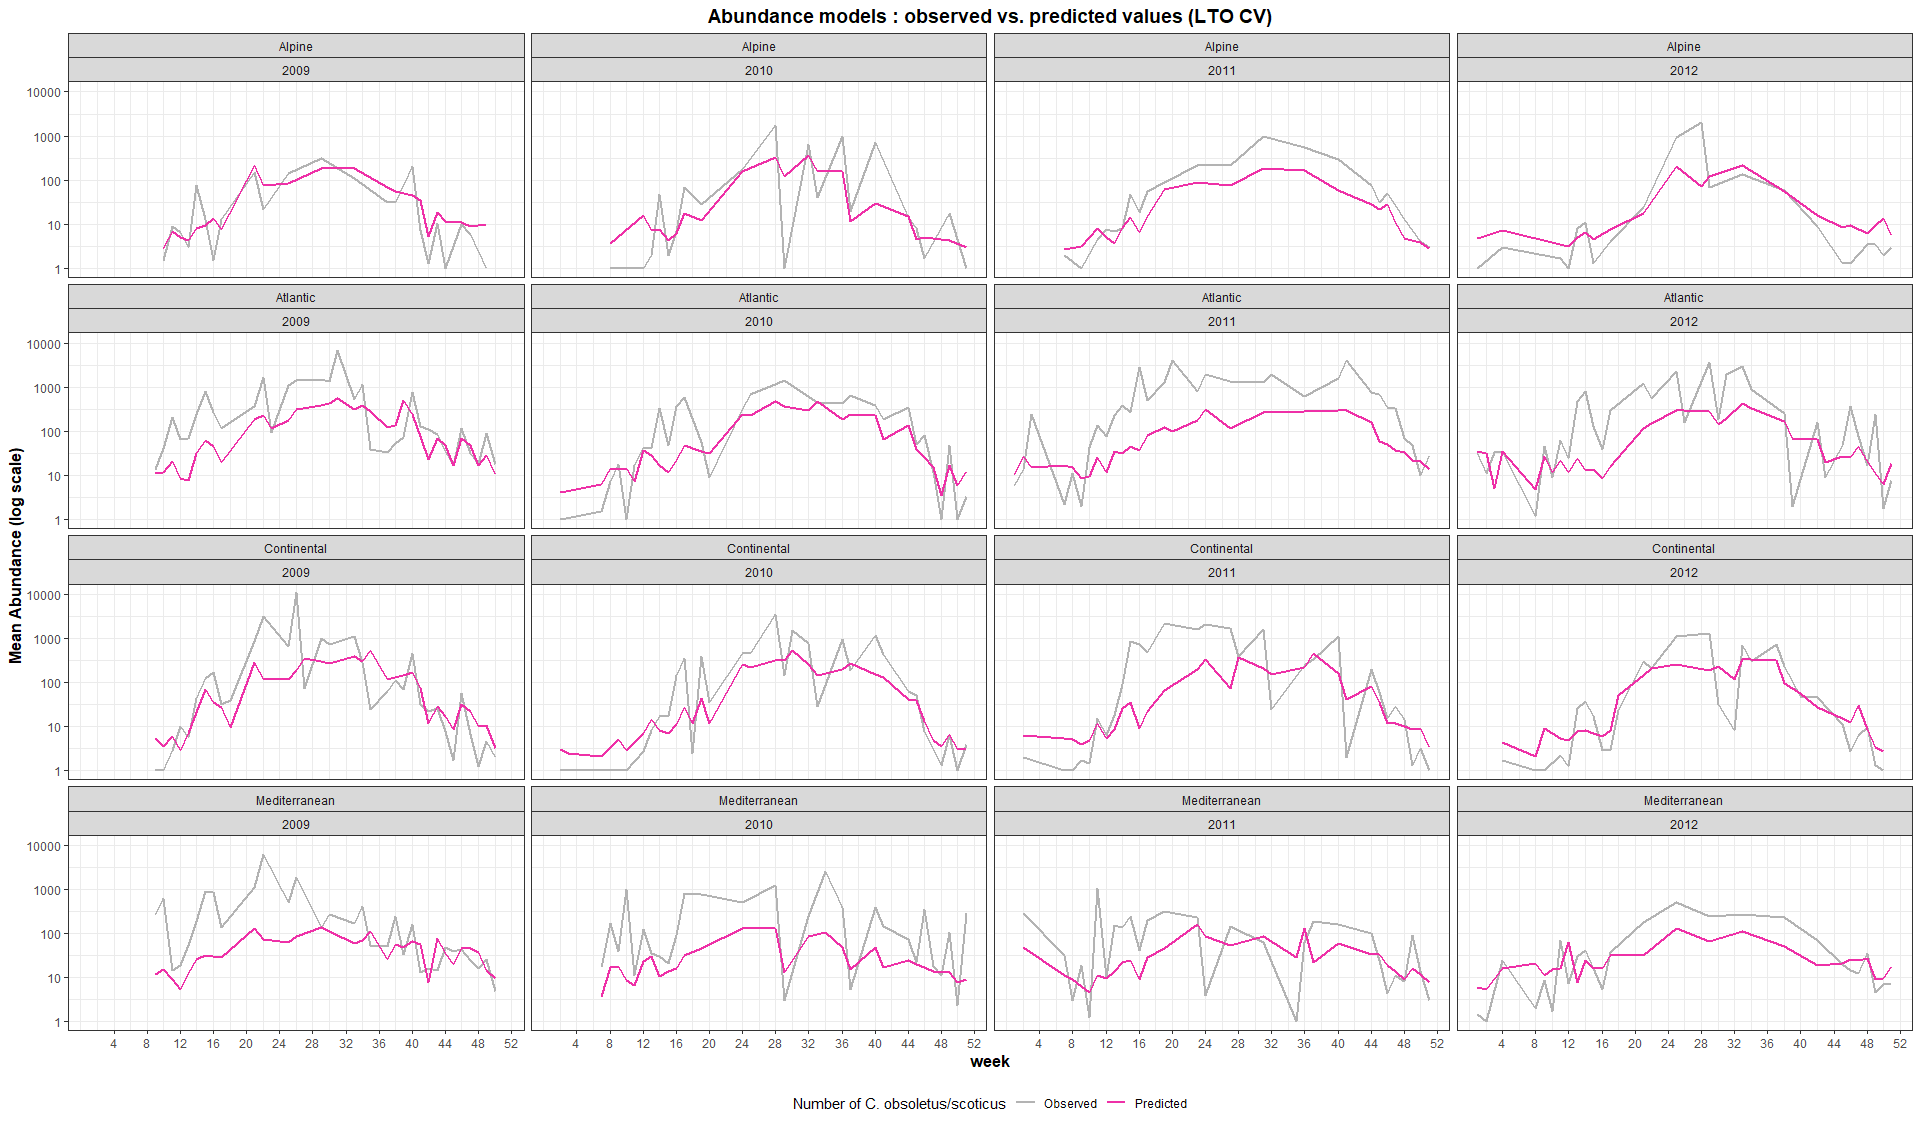 Abundance models : observed vs. predicted values (LTO CV)
Alpine Alpine Alpine Alpine
2009 2010 2011 2012
10000
1000
100
10
1
Atlantic Atlantic Atlantic Atlantic
2009 2010 2011 2012
10000
1000
100
10
1
Continental Continental Continental Continental
2009 2010 2011 2012
10000
1000
100
10
1
Mediterranean Mediterranean Mediterranean Mediterranean
2009 2010 2011 2012
10000
1000
100
10
1
Mean Abundance (log scale)
4 8 12 16 20 24 28 32 36 40 44 48 52 4 8 12 16 20 24 28 32 36 40 44 48 52 4 8 12 16 20 24 28 32 36 40 44 48 52 4 8 12 16 20 24 28 32 36 40 44 48 52
week
Number of C. obsoletus/scoticus Observed Predicted